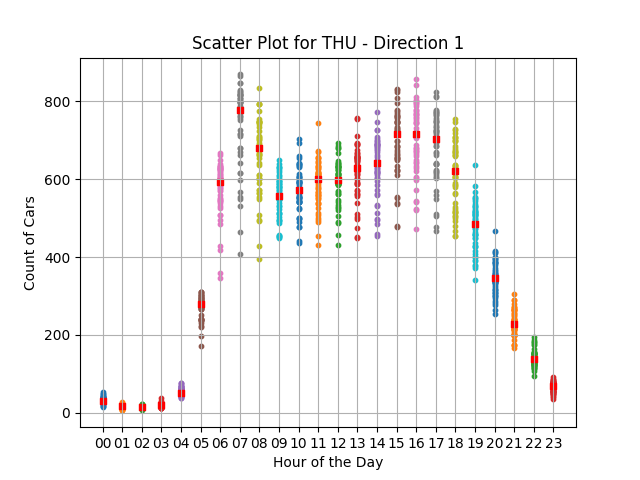 Scatter Plot for THU - Direction 1
Count of Cars
800
600
400
200
0
00 01 02 03 04 05 06 07 08 09 10 11 12 13 14 15 16 17 18 19 20 21 22 23
Hour of the Day